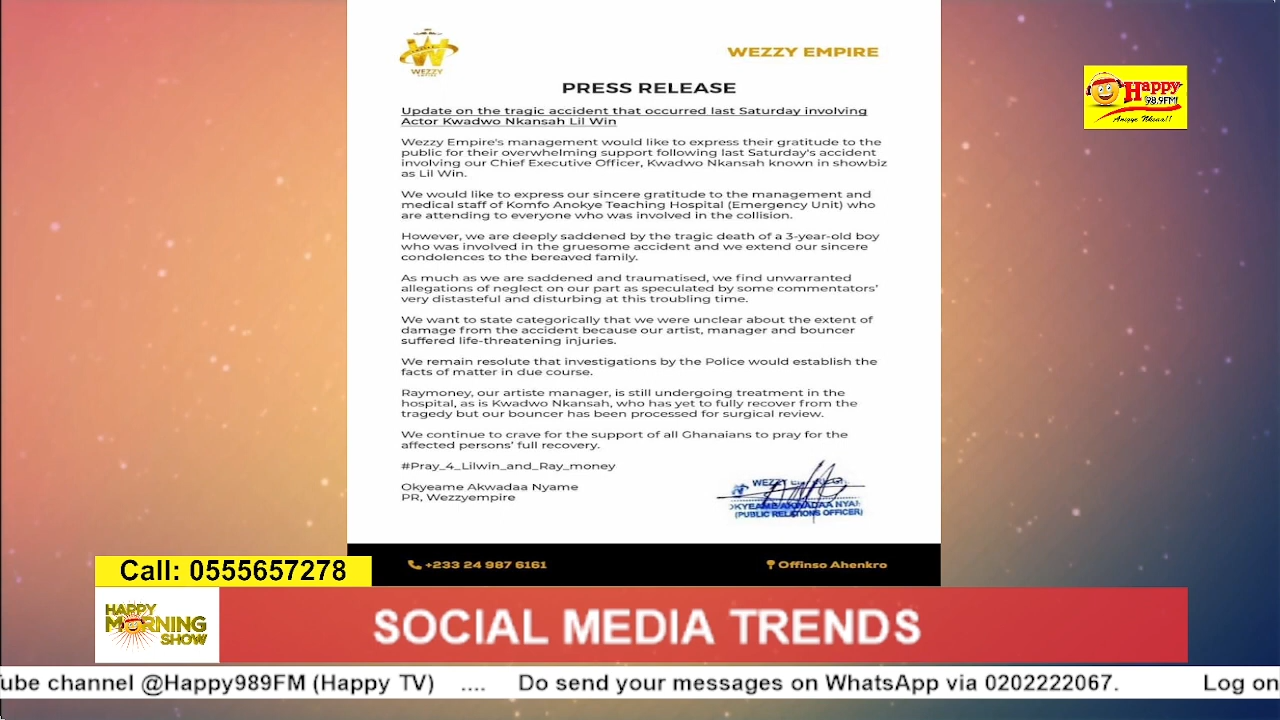 WEZZY
WEZZY EMPIRE
Happy
98.9FM!
Anigye Nkoaa!!
PRESS RELEASE
Update on the tragic accident that occurred last Saturday involving
Actor Kwadwo Nkansah Lil Win
Wezzy Empire's management would like to express their gratitude to the
public for their overwhelming support following last Saturday's accident
involving our Chief Executive Officer, Kwadwo Nkansah known in showbiz
as Lil Win.
We would like to express our sincere gratitude to the management and
medical staff of Komfo Anokye Teaching Hospital (Emergency Unit) who
are attending to everyone who was involved in the collision.
However, we are deeply saddened by the tragic death of a 3-year-old boy
who was involved in the gruesome accident and we extend our sincere
condolences to the bereaved family.
As much as we are saddened and traumatised, we find unwarranted
allegations of neglect on our part as speculated by some commentators'
very distasteful and disturbing at this troubling time.
We want to state categorically that we were unclear about the extent of
damage from the accident because our artist, manager and bouncer
suffered life-threatening injuries.
We remain resolute that investigations by the Police would establish the
facts of matter in due course.
Raymoney, our artiste manager, is still undergoing treatment in the
hospital, as is Kwadwo Nkansah, who has yet to fully recover from the
tragedy but our bouncer has been processed for surgical review.
We continue to crave for the support of all Ghanaians to pray for the
affected persons' full recovery.
#Pray_4_Lilwin_and_Ray_money
Okyeame Akwadaa Nyame
PR, Wezzyempire
(PUBLIC RELATIONS OFFICER)
+233 24 987 6161
Offinso Ahenkro
Call: 0555657278
HAPPY
MORNING
SHOW
SOCIAL MEDIA TRENDS
ube channel @Happy989FM (Happy TV) .... Do send your messages on WhatsApp via 0202222067. Log on